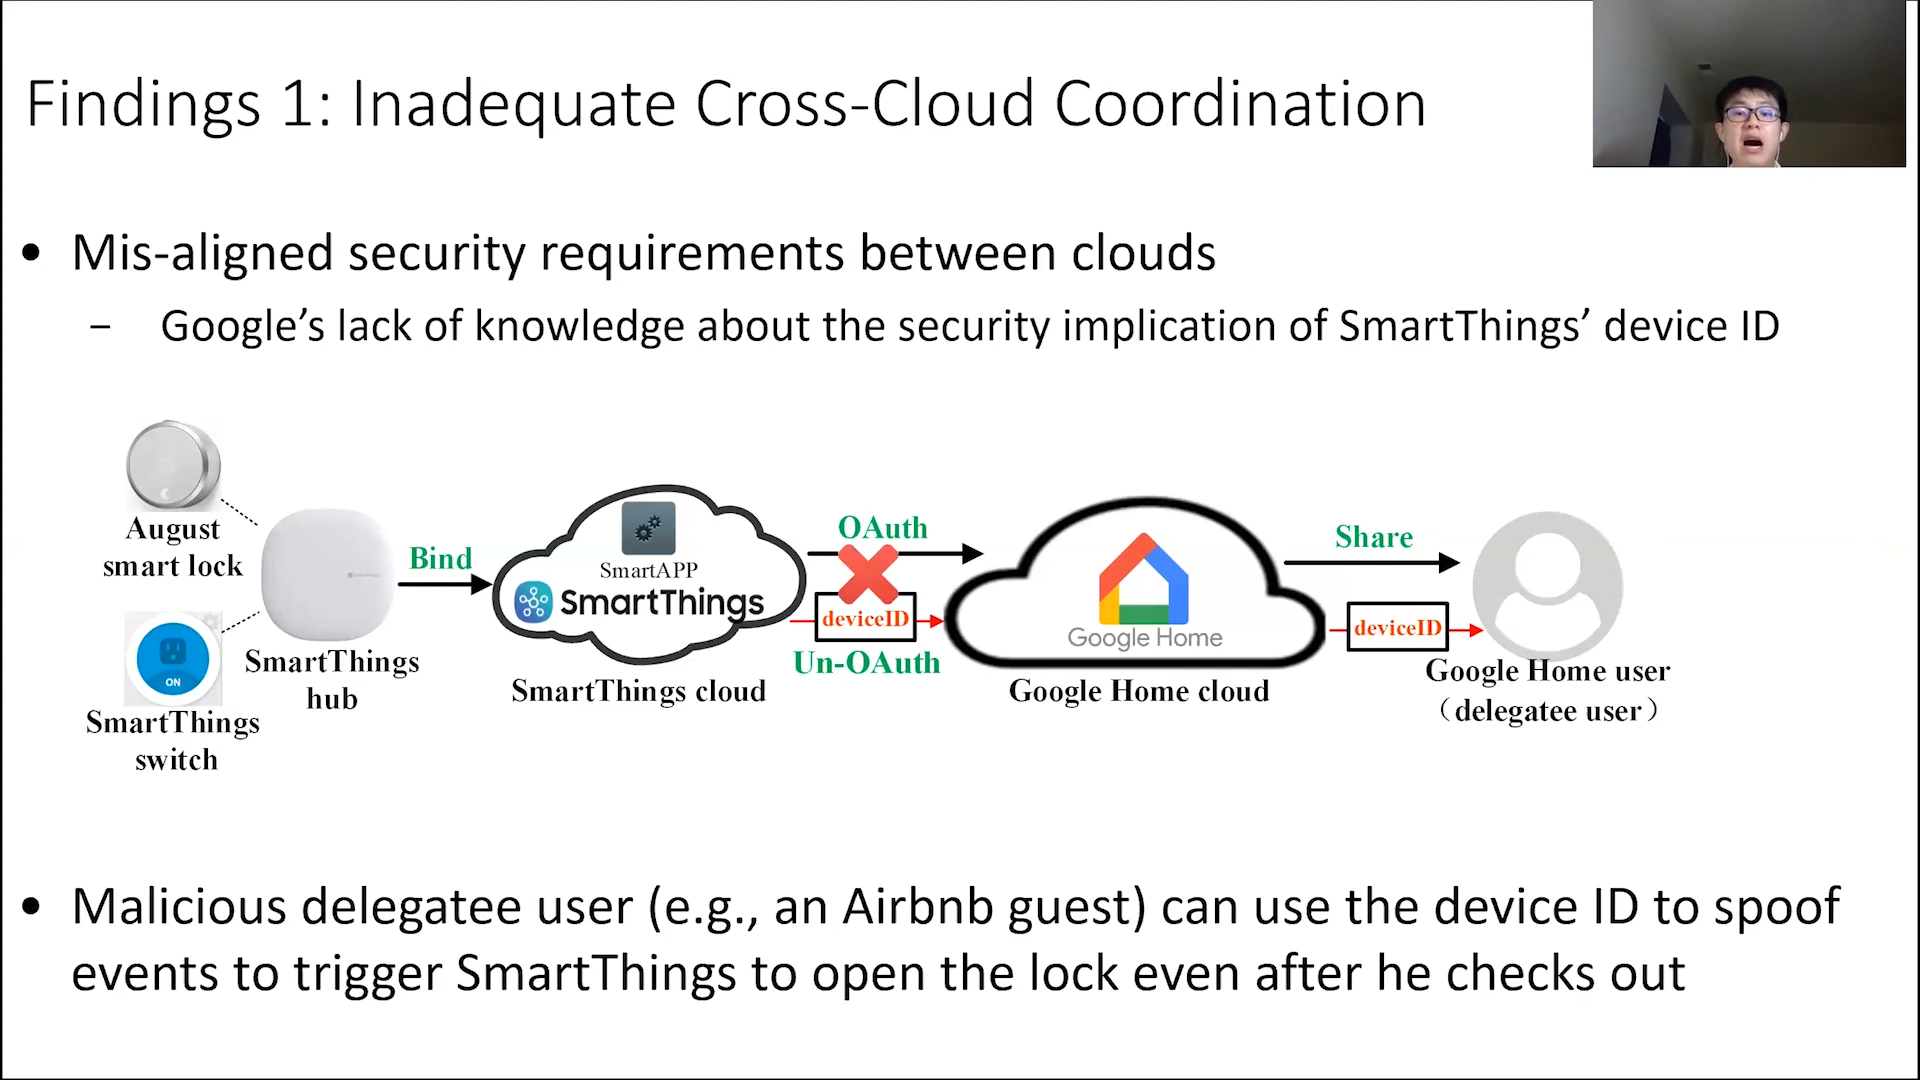 Findings 1: Inadequate Cross-Cloud Coordination
• Mis-aligned security requirements between clouds
– Google’s lack of knowledge about the security implication of SmartThings’ device ID
August
smart lock
ON
SmartThings
switch
SmartThings
hub
Bind
SmartAPP
SmartThings
SmartThings cloud
OAuth
deviceID
Un-OAuth
Google Home
Google Home cloud
Share
deviceID
Google Home user
（delegatee user）
• Malicious delegatee user (e.g., an Airbnb guest) can use the device ID to spoof
events to trigger SmartThings to open the lock even after he checks out